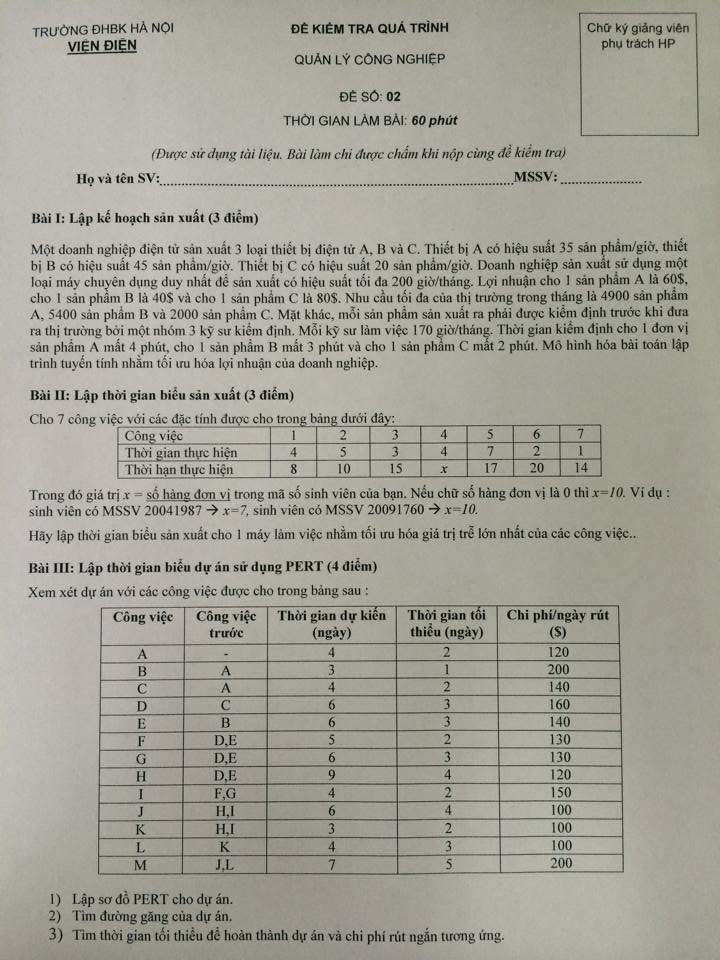 TRƯỜNG ĐHBK HÀ NỘI
VIỆN ĐIỆN
ĐỀ KIỂM TRA QUÁ TRÌNH
QUẢN LÝ CÔNG NGHIỆP
ĐỀ SỐ: 02
THỜI GIAN LÀM BÀI: 60 phút
Chữ ký giảng viên
phụ trách HP
(Được sử dụng tài liệu. Bài làm chỉ được chấm khi nộp cùng đề kiểm tra)
Họ và tên SV: MSSV:
Bài I: Lập kế hoạch sản xuất (3 điểm)
Một doanh nghiệp điện tử sản xuất 3 loại thiết bị điện tử A, B và C. Thiết bị A có hiệu suất 35 sản phẩm/giờ, thiết
bị B có hiệu suất 45 sản phẩm/giờ. Thiết bị C có hiệu suất 20 sản phẩm/giờ. Doanh nghiệp sản xuất sử dụng một
loại máy chuyên dụng duy nhất để sản xuất có hiệu suất tối đa 200 giờ/tháng. Lợi nhuận cho 1 sản phẩm A là 60$,
cho 1 sản phẩm B là 40$ và cho 1 sản phẩm C là 80$. Nhu cầu tối đa của thị trường trong tháng là 4900 sản phẩm
A, 5400 sản phẩm B và 2000 sản phẩm C. Mặt khác, mỗi sản phẩm sản xuất ra phải được kiểm định trước khi đưa
ra thị trường bởi một nhóm 3 kỹ sư kiểm định. Mỗi kỹ sư làm việc 170 giờ/tháng. Thời gian kiểm định cho 1 đơn vị
sản phẩm A mất 4 phút, cho 1 sản phẩm B mất 3 phút và cho 1 sản phẩm C mất 2 phút. Mô hình hóa bài toán lập
trình tuyến tính nhằm tối ưu hóa lợi nhuận của doanh nghiệp.
Bài II: Lập thời gian biểu sản xuất (3 điểm)
Cho 7 công việc với các đặc tính được cho trong bảng dưới đây:
Công việc 1 2 3 4 5 6 7
Thời gian thực hiện 4 5 3 4 7 2 1
Thời hạn thực hiện 8 10 15 x 17 20 14
Trong đó giá trị x = số hàng đơn vị trong mã số sinh viên của bạn. Nếu chữ số hàng đơn vị là 0 thì x=10. Ví dụ :
sinh viên có MSSV 20041987 → x=7, sinh viên có MSSV 20091760 → x=10.
Hãy lập thời gian biểu sản xuất cho 1 máy làm việc nhằm tối ưu hóa giá trị trễ lớn nhất của các công việc..
Bài III: Lập thời gian biểu dự án sử dụng PERT (4 điểm)
Xem xét dự án với các công việc được cho trong bảng sau :
Công việc Công việc trước Thời gian dự kiến (ngày) Thời gian tối thiểu (ngày) Chi phí/ngày rút ($)
A - 4 2 120
B A 3 1 200
C A 4 2 140
D C 6 3 160
E B 6 3 140
F D,E 5 2 130
G D,E 6 3 130
H D,E 9 4 120
I F,G 4 2 150
J H,I 6 4 100
K H,I 3 2 100
L K 4 3 100
M J,L 7 5 200
1) Lập sơ đồ PERT cho dự án.
2) Tìm đường găng của dự án.
3) Tìm thời gian tối thiểu để hoàn thành dự án và chi phí rút ngắn tương ứng.